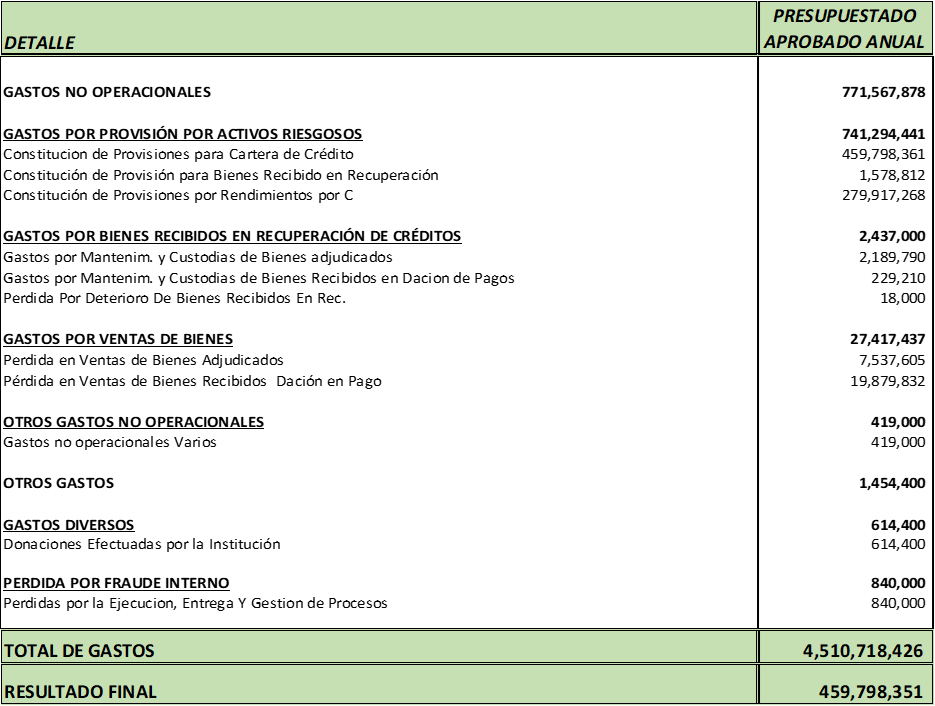 DETALLE PRESUPUESTADO APROBADO ANUAL
GASTOS NO OPERACIONALES 771,567,878
GASTOS POR PROVISIÓN POR ACTIVOS RIESGOSOS 741,294,441
Constitucion de Provisiones para Cartera de Crédito 459,798,361
Constitución de Provisión para Bienes Recibido en Recuperación 1,578,812
Constitución de Provisiones por Rendimientos por C 279,917,268
GASTOS POR BIENES RECIBIDOS EN RECUPERACIÓN DE CRÉDITOS 2,437,000
Gastos por Mantenim. y Custodias de Bienes adjudicados 2,189,790
Gastos por Mantenim. y Custodias de Bienes Recibidos en Dacion de Pagos 229,210
Perdida Por Deterioro De Bienes Recibidos En Rec. 18,000
GASTOS POR VENTAS DE BIENES 27,417,437
Perdida en Ventas de Bienes Adjudicados 7,537,605
Pérdida en Ventas de Bienes Recibidos Dación en Pago 19,879,832
OTROS GASTOS NO OPERACIONALES 419,000
Gastos no operacionales Varios 419,000
OTROS GASTOS 1,454,400
GASTOS DIVERSOS 614,400
Donaciones Efectuadas por la Institución 614,400
PERDIDA POR FRAUDE INTERNO 840,000
Perdidas por la Ejecucion, Entrega Y Gestion de Procesos 840,000
TOTAL DE GASTOS 4,510,718,426
RESULTADO FINAL 459,798,351